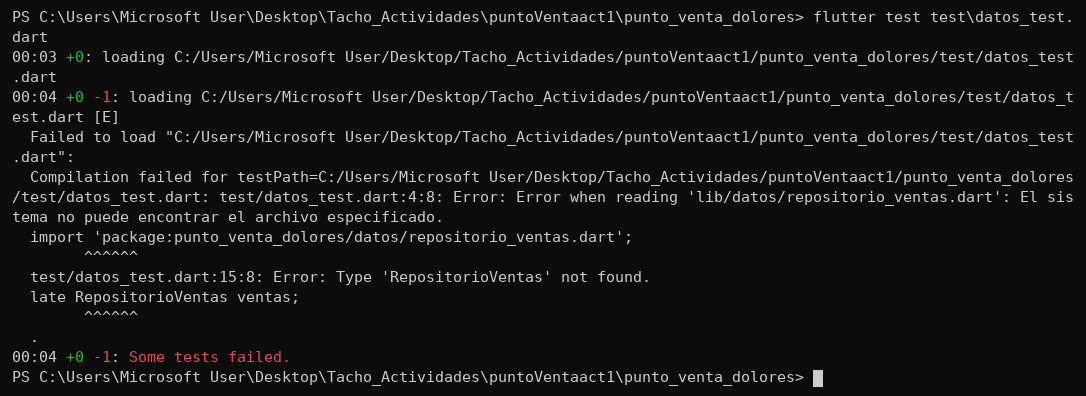 PS C:\Users\Microsoft User\Desktop\Tacho_Actividades\puntoVentaact1\punto_venta_dolores> flutter test test\datos_test.
dart
00:03 +0: loading C:/Users/Microsoft User/Desktop/Tacho_Actividades/puntoVentaact1/punto_venta_dolores/test/datos_test
.dart
00:04 +0 -1: loading C:/Users/Microsoft User/Desktop/Tacho_Actividades/puntoVentaact1/punto_venta_dolores/test/datos_t
est.dart [E]
  Failed to load "C:/Users/Microsoft User/Desktop/Tacho_Actividades/puntoVentaact1/punto_venta_dolores/test/datos_test
.dart":
  Compilation failed for testPath=C:/Users/Microsoft User/Desktop/Tacho_Actividades/puntoVentaact1/punto_venta_dolores
/test/datos_test.dart: test/datos_test.dart:4:8: Error: Error when reading 'lib/datos/repositorio_ventas.dart': El sis
tema no puede encontrar el archivo especificado.
  import 'package:punto_venta_dolores/datos/repositorio_ventas.dart';
        ^^^^^^
  test/datos_test.dart:15:8: Error: Type 'RepositorioVentas' not found.
  late RepositorioVentas ventas;
        ^^^^^^
  .
00:04 +0 -1: Some tests failed.
PS C:\Users\Microsoft User\Desktop\Tacho_Actividades\puntoVentaact1\punto_venta_dolores>